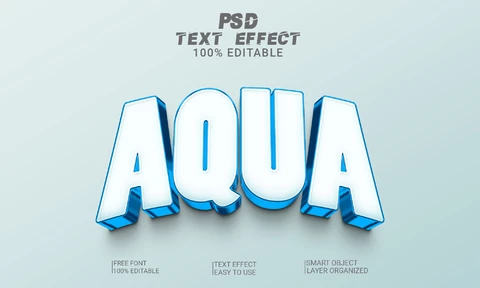 PSD
TEXT EFFECT
100% EDITABLE
AQUA
FREE FONT
100% EDITABLE
TEXT EFFECT
EASY TO USE
SMART OBJECT
LAYER ORGANIZED